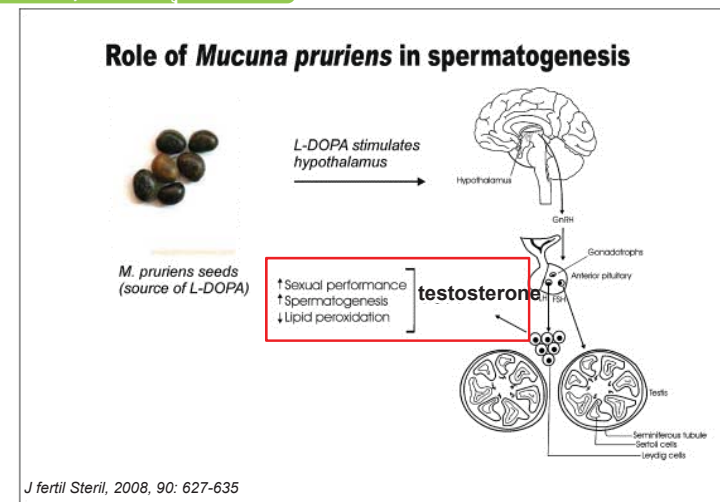 Role of Mucuna pruriens in spermatogenesis
L-DOPA stimulates
hypothalamus
Hypothalamus
GnRH
Gonadotrophs
Anterior pituitary
LH FSH
M. pruriens seeds
(source of L-DOPA)
↑Sexual performance
↑Spermatogenesis
↓Lipid peroxidation
testosterone
Testis
Seminiferous tubule
Sertoli cells
Leydig cells
J fertil Steril, 2008, 90: 627-635